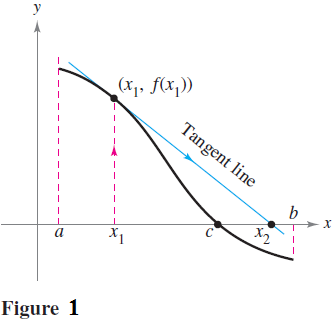 y
(x₁, f(x₁))
Tangent line
a
x₁
c
x₂
b
x
Figure 1